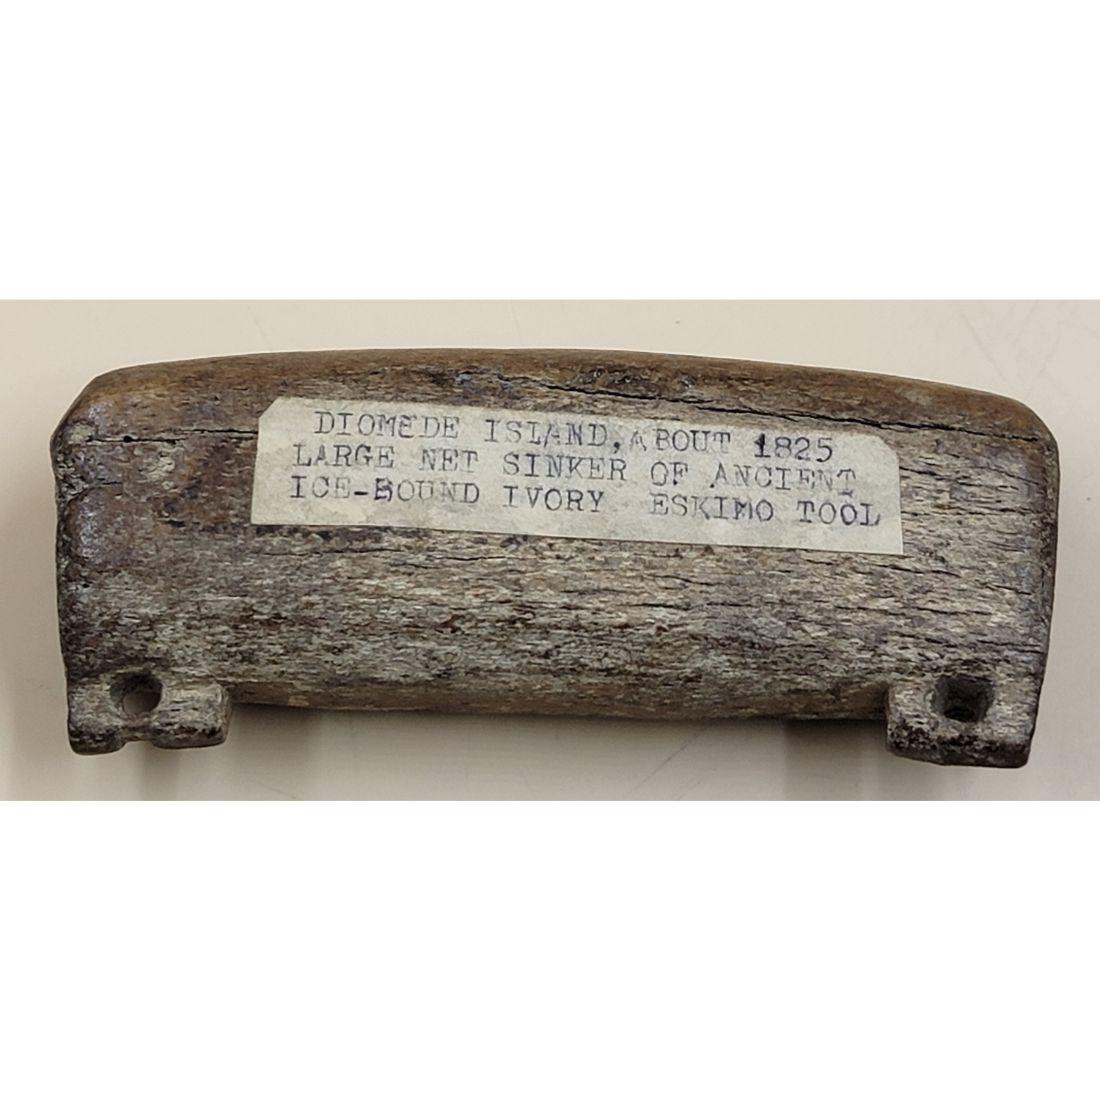 DIOMEDE ISLAND, ABOUT 1825
LARGE NET SINKER OF ANCIENT
ICE-BOUND IVORY ESKIMO TOOL